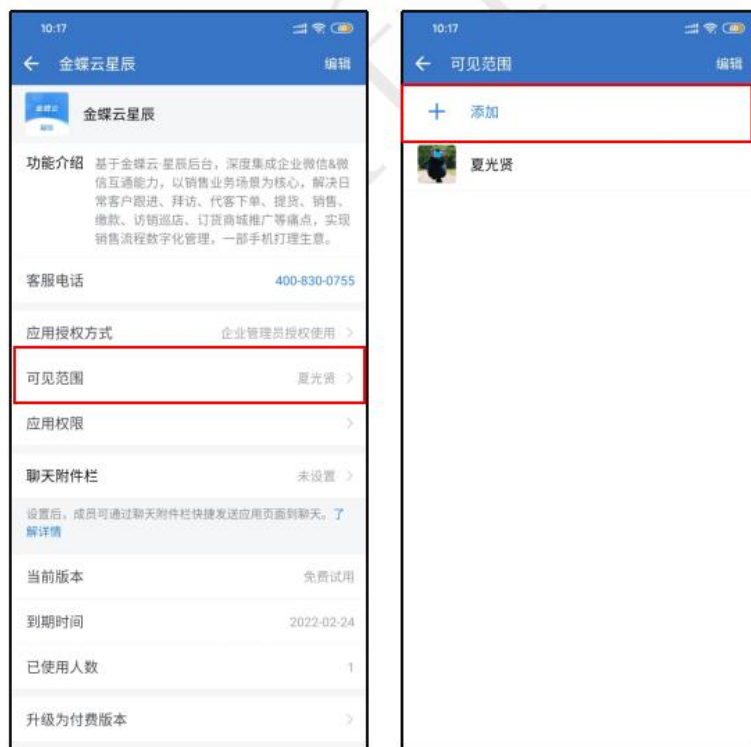 10:17
金蝶云星辰
编辑
金蝶云
星辰
金蝶云星辰
功能介绍
基于金蝶云·星辰后台，深度集成企业微信&微
信互通能力，以销售业务场景为核心，解决日
常客户跟进、拜访、代客下单、提货、销售、
缴款、访销巡店、订货商城推广等痛点，实现
销售流程数字化管理，一部手机打理生意。
客服电话
400-830-0755
应用授权方式
企业管理员授权使用
可见范围
夏光贤
应用权限
聊天附件栏
未设置
设置后，成员可通过聊天附件栏快捷发送应用页面到聊天。了
解详情
当前版本
免费试用
到期时间
2022-02-24
已使用人数
1
升级为付费版本
10:17
可见范围
编辑
添加
夏光贤